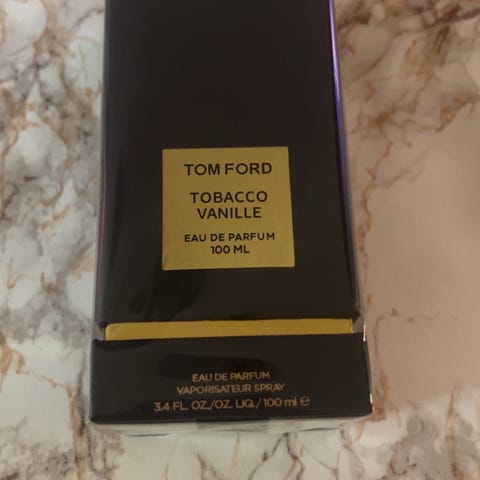 TOM FORD
TOBACCO
VANILLE
EAU DE PARFUM
100 ML
EAU DE PARFUM
VAPORISATEUR SPRAY
3.4 FL. OZ./OZ. LIQ./100 ml ℮